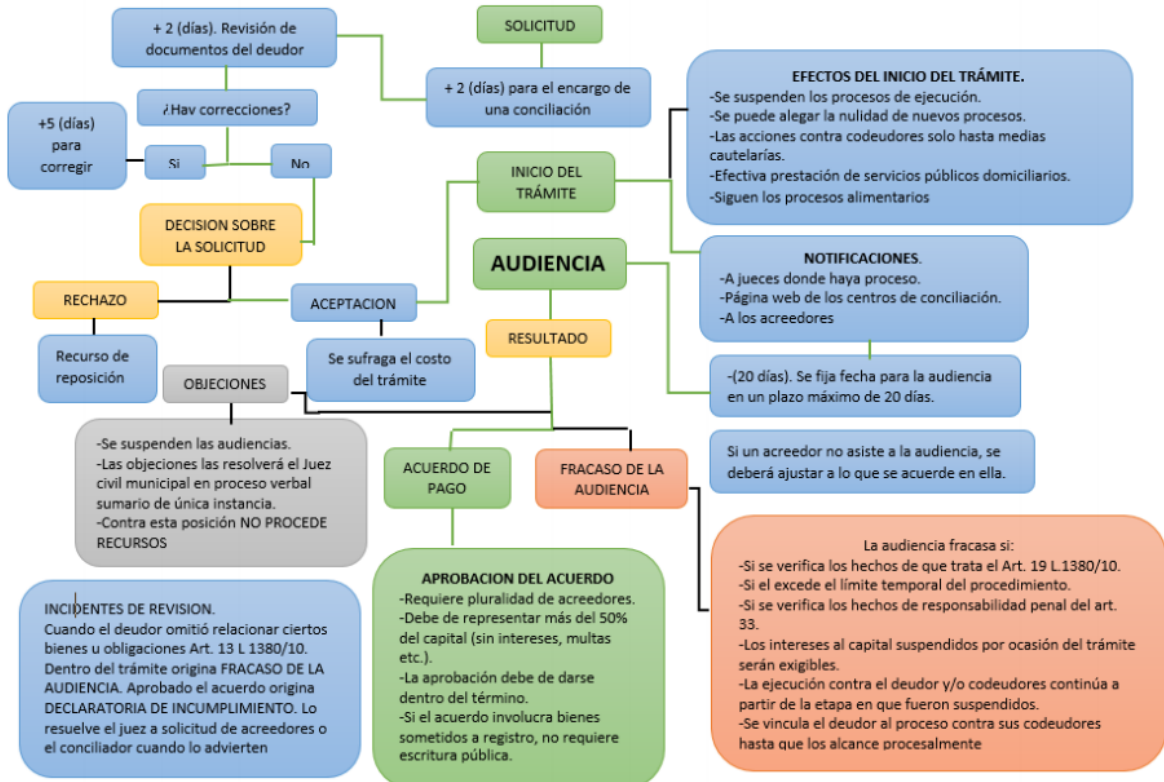 SOLICITUD
+ 2 (días) para el encargo de
una conciliación
+ 2 (días). Revisión de
documentos del deudor
¿Hav correcciones?
Si
No
+5 (días)
para
corregir
DECISION SOBRE
LA SOLICITUD
RECHAZO
Recurso de
reposición
ACEPTACION
Se sufraga el costo
del trámite
INICIO DEL
TRÁMITE
EFECTOS DEL INICIO DEL TRÁMITE.
-Se suspenden los procesos de ejecución.
-Se puede alegar la nulidad de nuevos procesos.
-Las acciones contra codeudores solo hasta medias
cautelarías.
-Efectiva prestación de servicios públicos domiciliarios.
-Siguen los procesos alimentarios
NOTIFICACIONES.
-A jueces donde haya proceso.
-Página web de los centros de conciliación.
-A los acreedores
-(20 días). Se fija fecha para la audiencia
en un plazo máximo de 20 días.
Si un acreedor no asiste a la audiencia, se
deberá ajustar a lo que se acuerde en ella.
AUDIENCIA
RESULTADO
OBJECIONES
-Se suspenden las audiencias.
-Las objeciones las resolverá el Juez
civil municipal en proceso verbal
sumario de única instancia.
-Contra esta posición NO PROCEDE
RECURSOS
ACUERDO DE
PAGO
FRACASO DE LA
AUDIENCIA
INCIDENTES DE REVISION.
Cuando el deudor omitió relacionar ciertos
bienes u obligaciones Art. 13 L 1380/10.
Dentro del trámite origina FRACASO DE LA
AUDIENCIA. Aprobado el acuerdo origina
DECLARATORIA DE INCUMPLIMIENTO. Lo
resuelve el juez a solicitud de acreedores o
el conciliador cuando lo advierten
APROBACION DEL ACUERDO
-Requiere pluralidad de acreedores.
-Debe de representar más del 50%
del capital (sin intereses, multas
etc.).
-La aprobación debe de darse
dentro del término.
-Si el acuerdo involucra bienes
sometidos a registro, no requiere
escritura pública.
La audiencia fracasa si:
-Si se verifica los hechos de que trata el Art. 19 L.1380/10.
-Si el excede el límite temporal del procedimiento.
-Si se verifica los hechos de responsabilidad penal del art.
33.
-Los intereses al capital suspendidos por ocasión del trámite
serán exigibles.
-La ejecución contra el deudor y/o codeudores continúa a
partir de la etapa en que fueron suspendidos.
-Se vincula el deudor al proceso contra sus codeudores
hasta que los alcance procesalmente